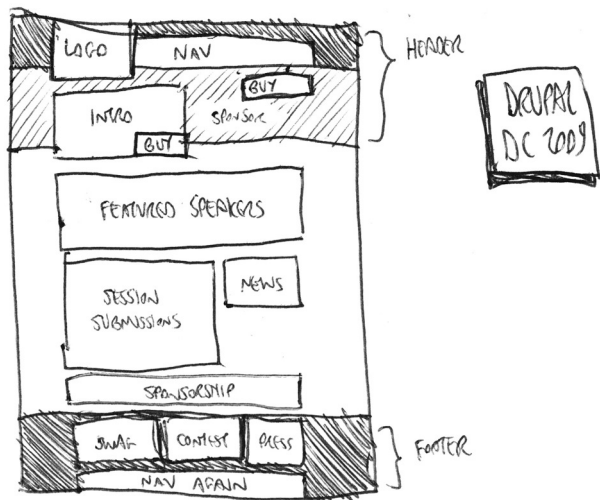 LOGO
NAV
HEADER
BUY
INTRO
SPONSOR
BUY
DRUPAL
DC 2009
FEATURED SPEAKERS
SESSION
SUBMISSIONS
NEWS
SPONSORSHIP
SWAG
CONTEST
PRESS
FOOTER
NAV AGAIN